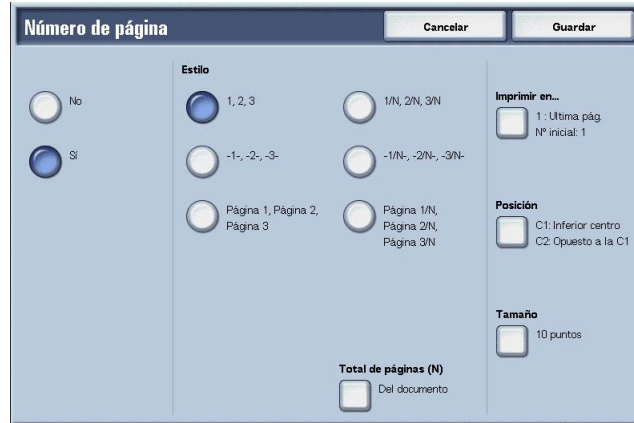 Número de página
Cancelar
Guardar
No
Sí
Estilo
1, 2, 3
1/N, 2/N, 3/N
-1-, -2-, -3-
-1/N-, -2/N-, -3/N-
Página 1, Página 2,
Página 3
Página 1/N,
Página 2/N,
Página 3/N
Total de páginas (N)
Del documento
Imprimir en...
1 : Ultima pág.
Nº inicial: 1
Posición
C1: Inferior centro
C2: Opuesto a la C1
Tamaño
10 puntos